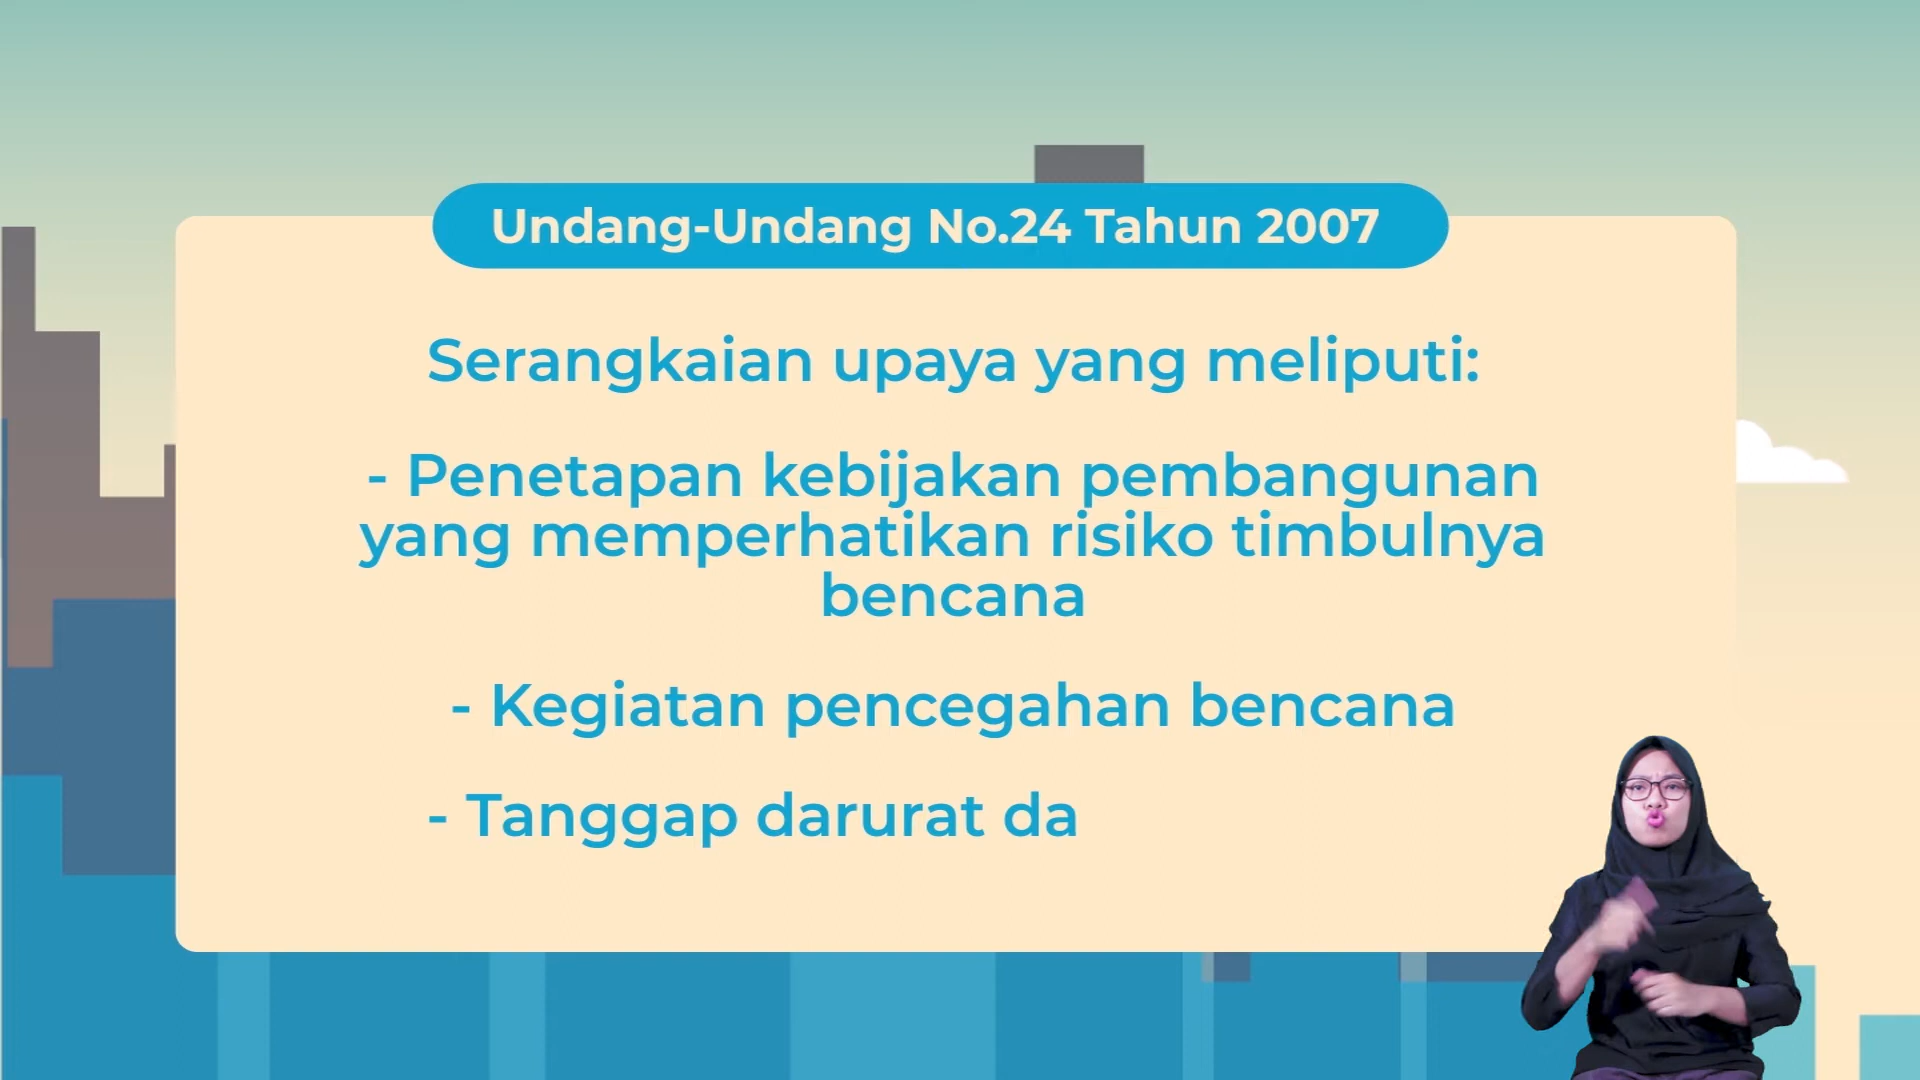 Undang-Undang No.24 Tahun 2007
Serangkaian upaya yang meliputi:
- Penetapan kebijakan pembangunan
yang memperhatikan risiko timbulnya
bencana
- Kegiatan pencegahan bencana
- Tanggap darurat da